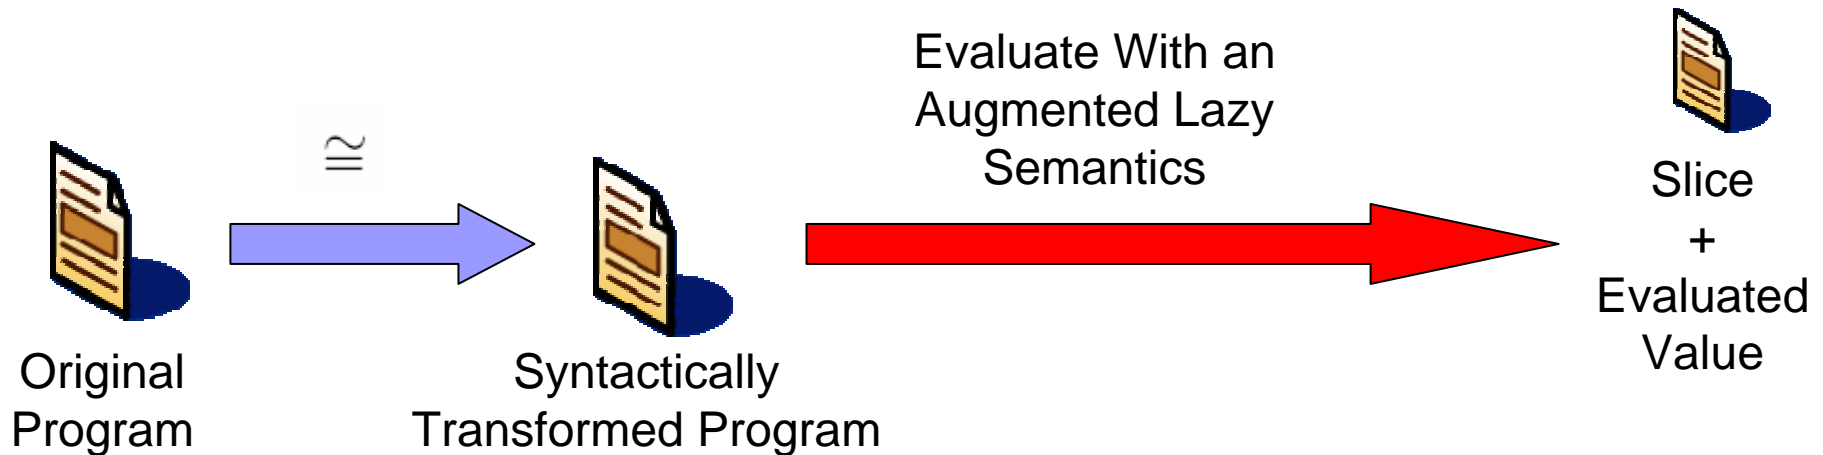 ≅
Original
Program
Syntactically
Transformed Program
Evaluate With an
Augmented Lazy
Semantics
Slice
+
Evaluated
Value